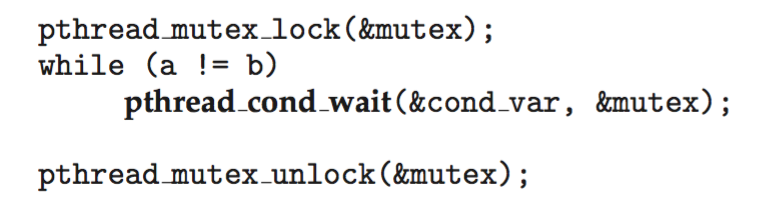 pthread_mutex_lock(&mutex);
while (a != b)
pthread_cond_wait(&cond_var, &mutex);
pthread_mutex_unlock(&mutex);